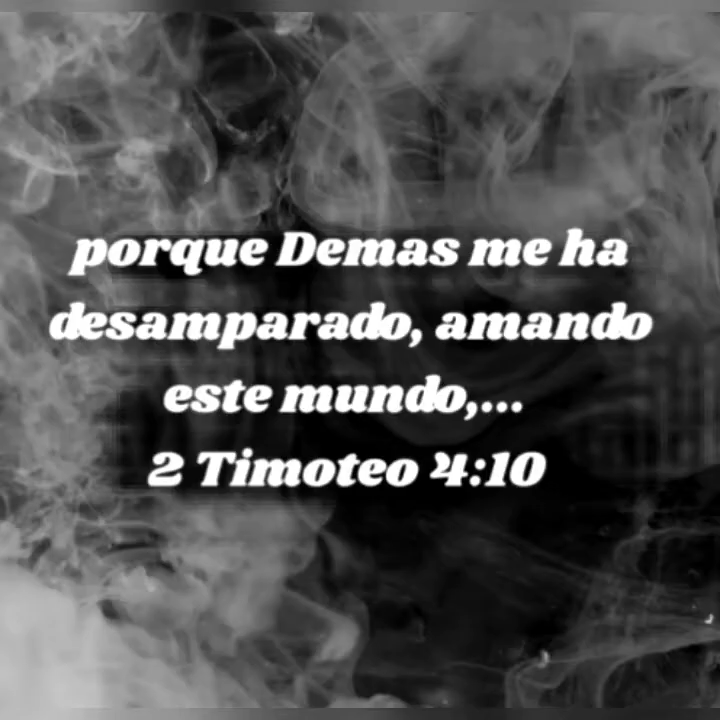 porque Demas me ha
desamparado, amando
este mundo,...
2 Timoteo 4:10